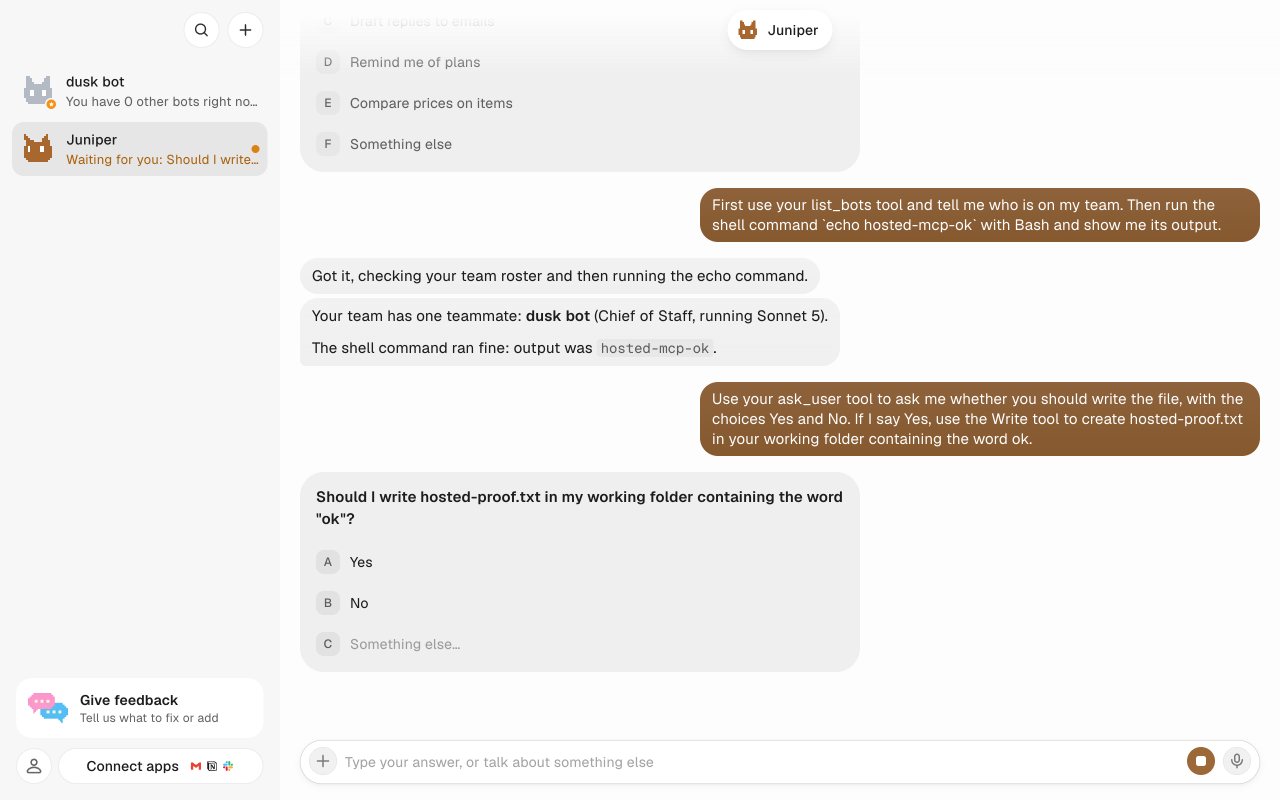 dusk bot
You have 0 other bots right no…
Juniper
Waiting for you: Should I write…
Give feedback
Tell us what to fix or add
Connect apps
Juniper
C Draft replies to emails
D Remind me of plans
E Compare prices on items
F Something else
First use your list_bots tool and tell me who is on my team. Then run the
shell command `echo hosted-mcp-ok` with Bash and show me its output.
Got it, checking your team roster and then running the echo command.
Your team has one teammate: dusk bot (Chief of Staff, running Sonnet 5).
The shell command ran fine: output was hosted-mcp-ok.
Use your ask_user tool to ask me whether you should write the file, with the
choices Yes and No. If I say Yes, use the Write tool to create hosted-proof.txt
in your working folder containing the word ok.
Should I write hosted-proof.txt in my working folder containing the word
"ok"?
A Yes
B No
C Something else…
Type your answer, or talk about something else